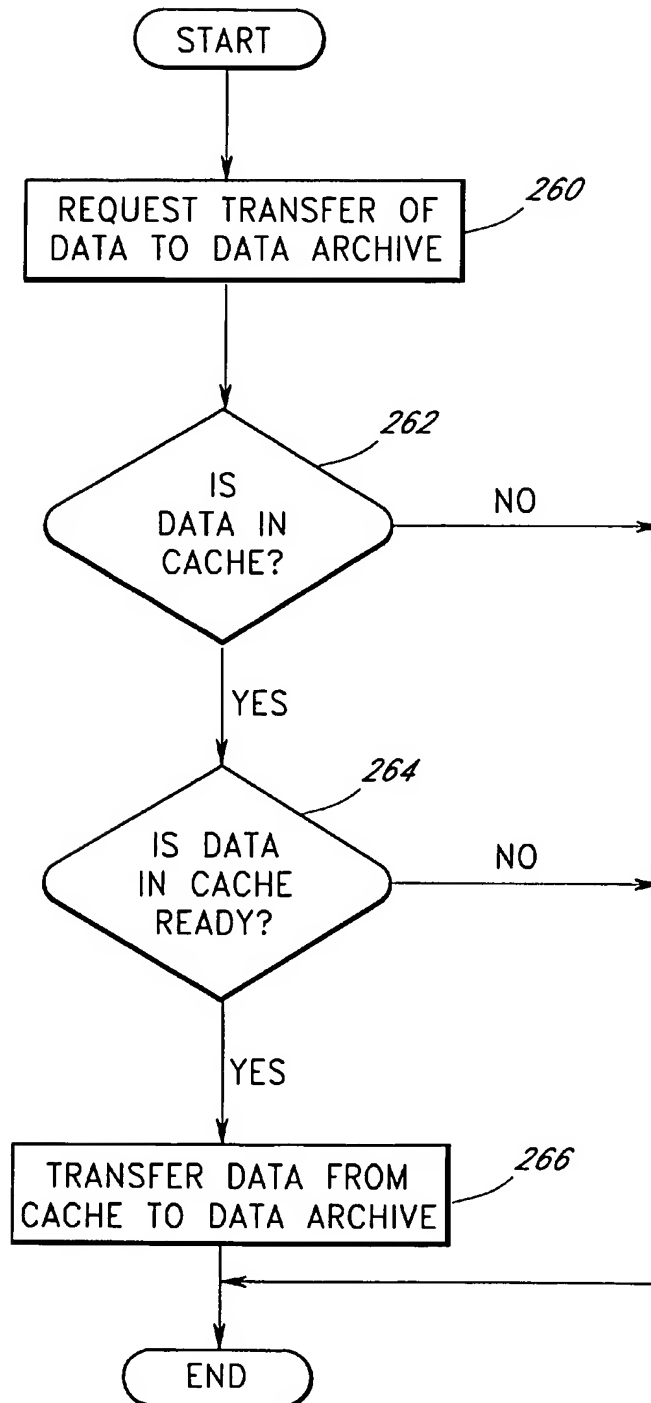 START
REQUEST TRANSFER OF
DATA TO DATA ARCHIVE
260
IS
DATA IN
CACHE?
262
NO
YES
IS DATA
IN CACHE
READY?
264
NO
YES
TRANSFER DATA FROM
CACHE TO DATA ARCHIVE
266
END